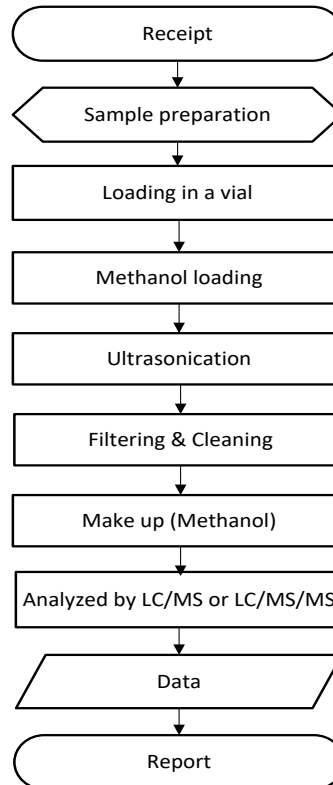 Receipt
Sample preparation
Loading in a vial
Methanol loading
Ultrasonication
Filtering & Cleaning
Make up (Methanol)
Analyzed by LC/MS or LC/MS/MS
Data
Report